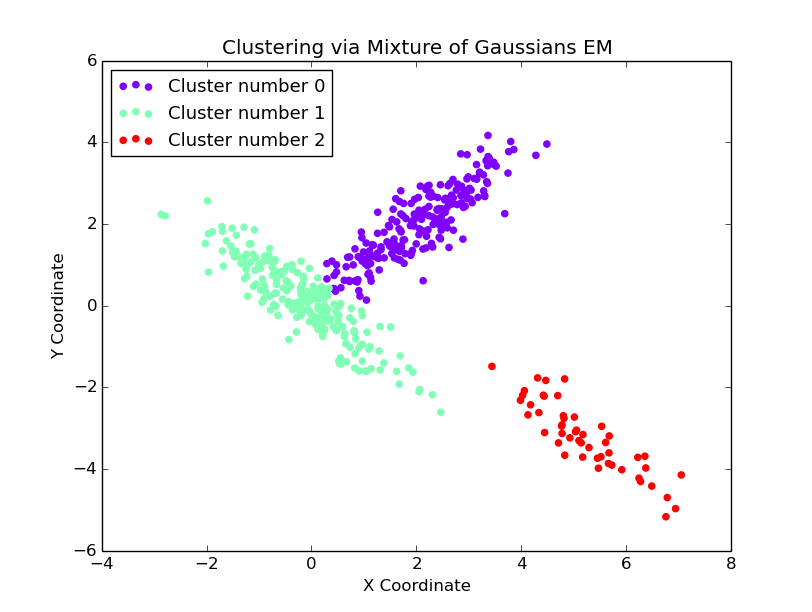 Clustering via Mixture of Gaussians EM
Cluster number 0
Cluster number 1
Cluster number 2
6
4
2
0
−2
−4
−6
Y Coordinate
−4
−2
0
2
4
6
8
X Coordinate